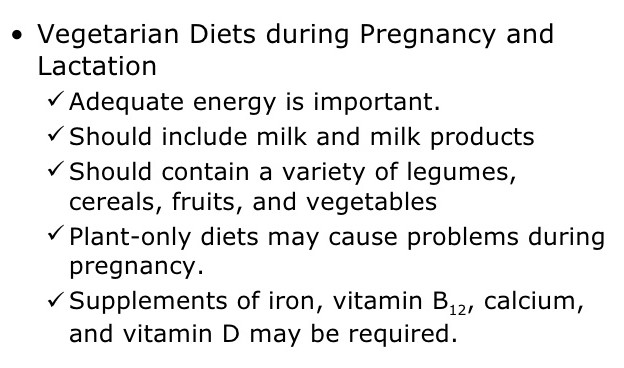 • Vegetarian Diets during Pregnancy and
Lactation
✓ Adequate energy is important.
✓ Should include milk and milk products
✓ Should contain a variety of legumes,
cereals, fruits, and vegetables
✓ Plant-only diets may cause problems during
pregnancy.
✓ Supplements of iron, vitamin B₁₂, calcium,
and vitamin D may be required.